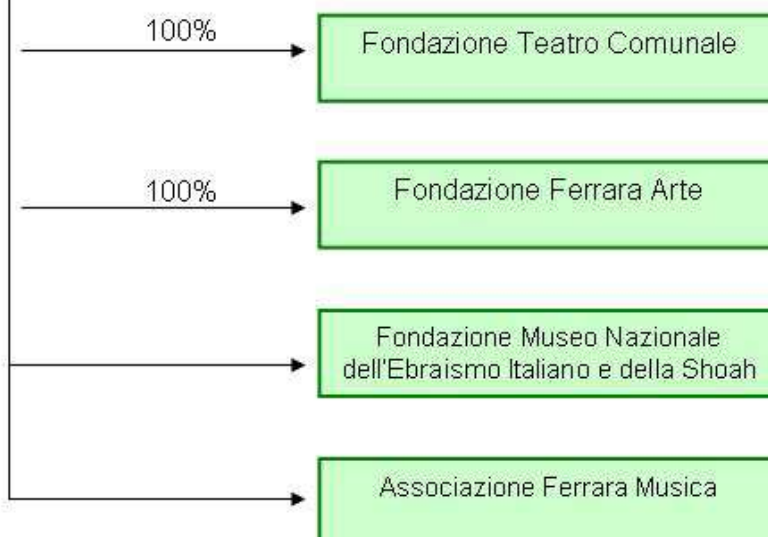 100%
Fondazione Teatro Comunale
100%
Fondazione Ferrara Arte
Fondazione Museo Nazionale
dell'Ebraismo Italiano e della Shoah
Associazione Ferrara Musica